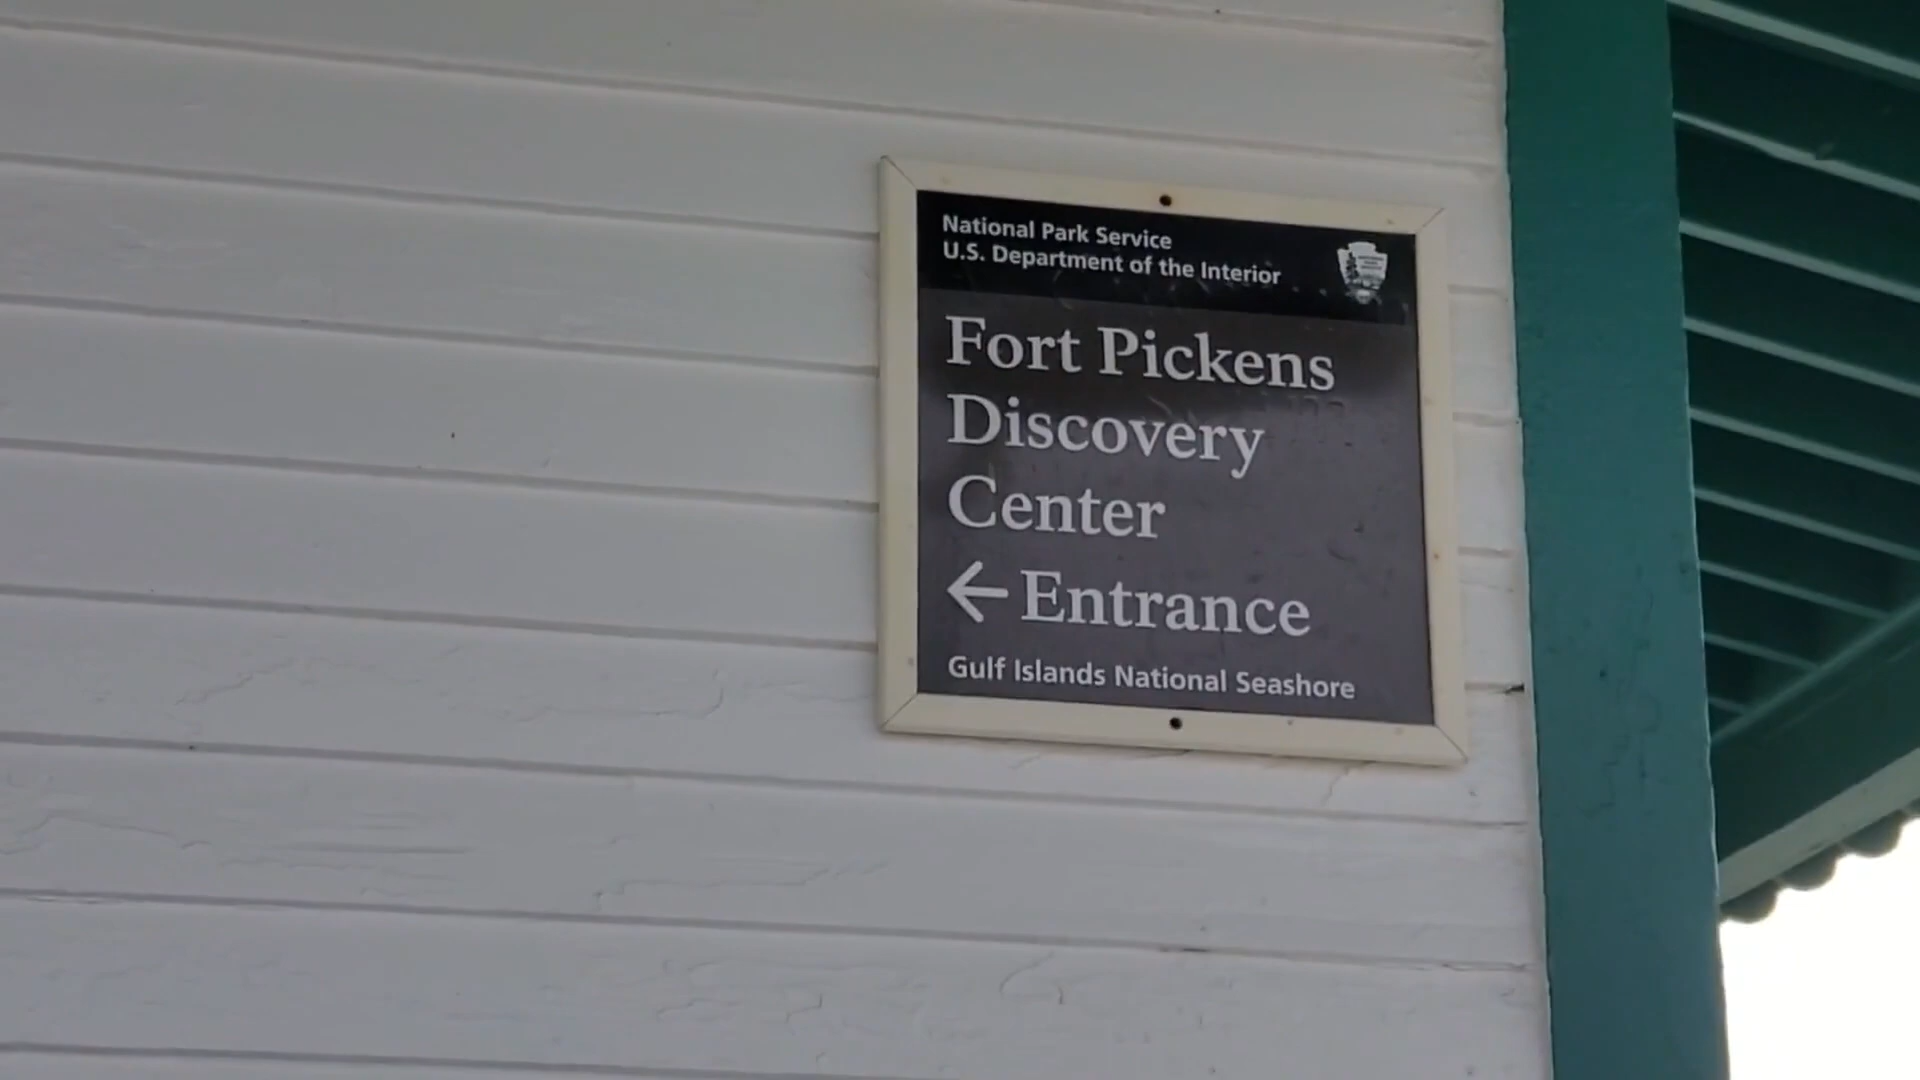 National Park Service
U.S. Department of the Interior
Fort Pickens
Discovery
Center
← Entrance
Gulf Islands National Seashore